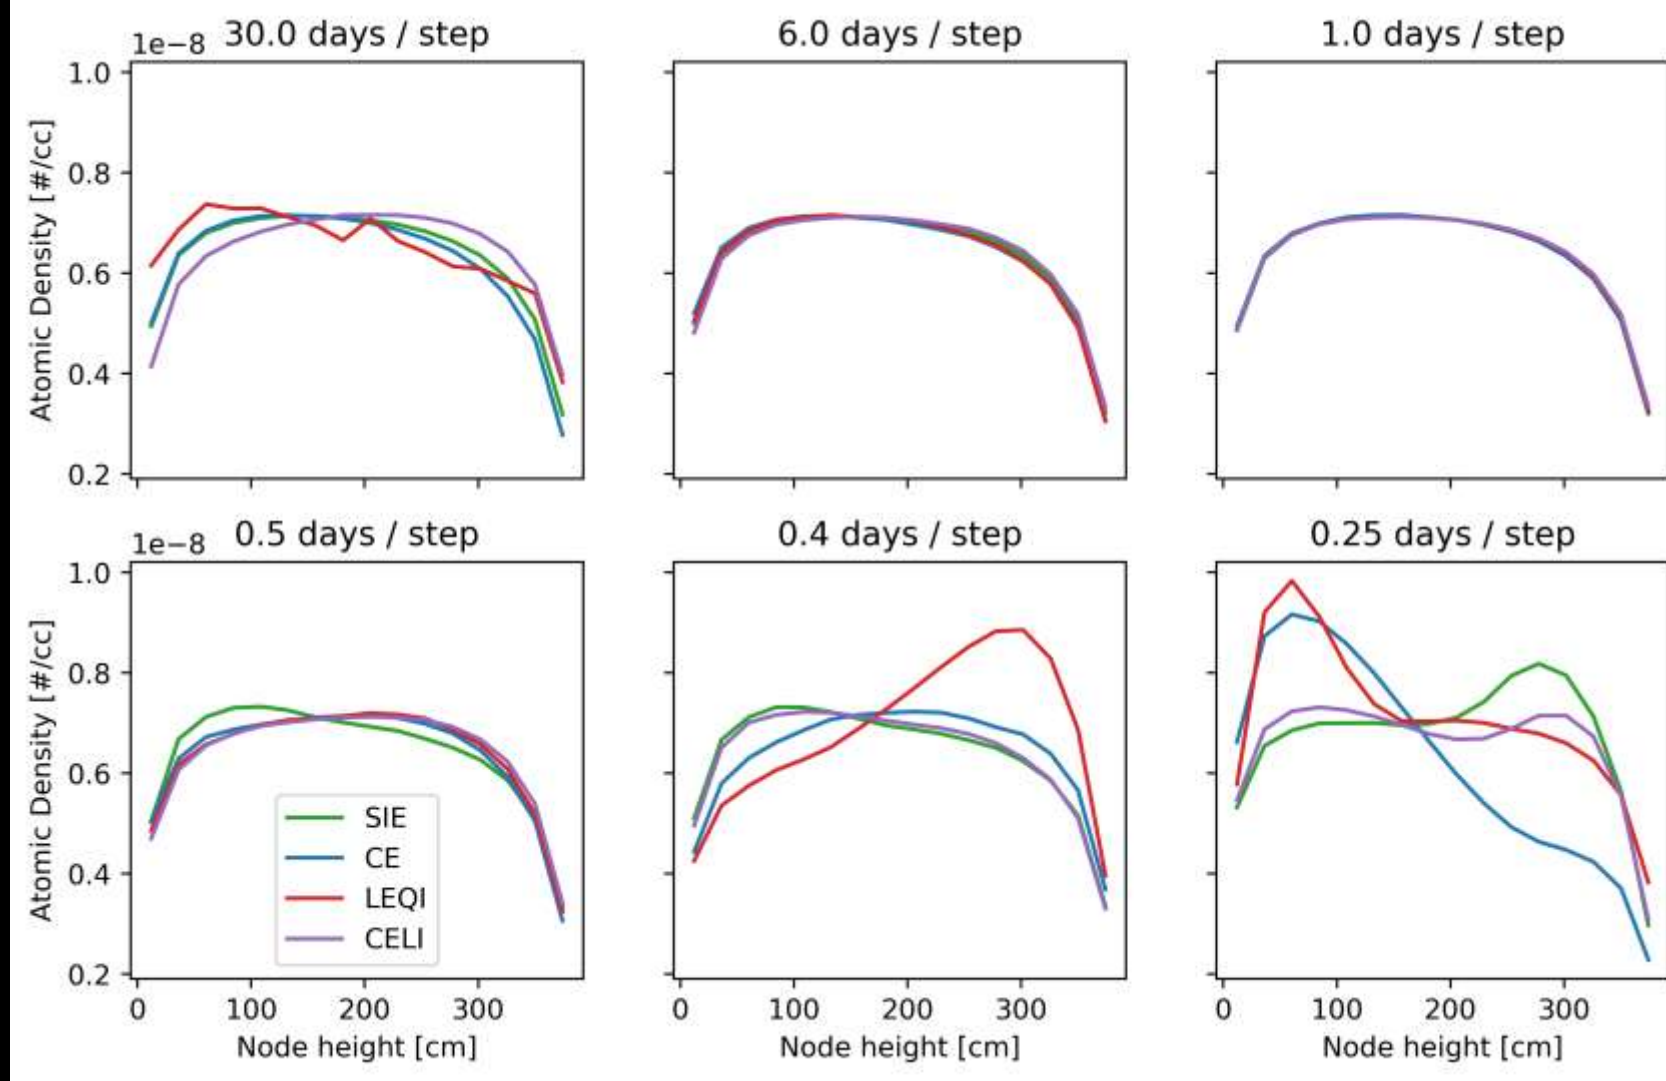 1e−8 30.0 days / step
6.0 days / step
1.0 days / step
Atomic Density [#/cc]
1.0
0.8
0.6
0.4
0.2
1e−8 0.5 days / step
0.4 days / step
0.25 days / step
Atomic Density [#/cc]
1.0
0.8
0.6
0.4
0.2
SIE
CE
LEQI
CELI
0 100 200 300
0 100 200 300
0 100 200 300
Node height [cm]
Node height [cm]
Node height [cm]